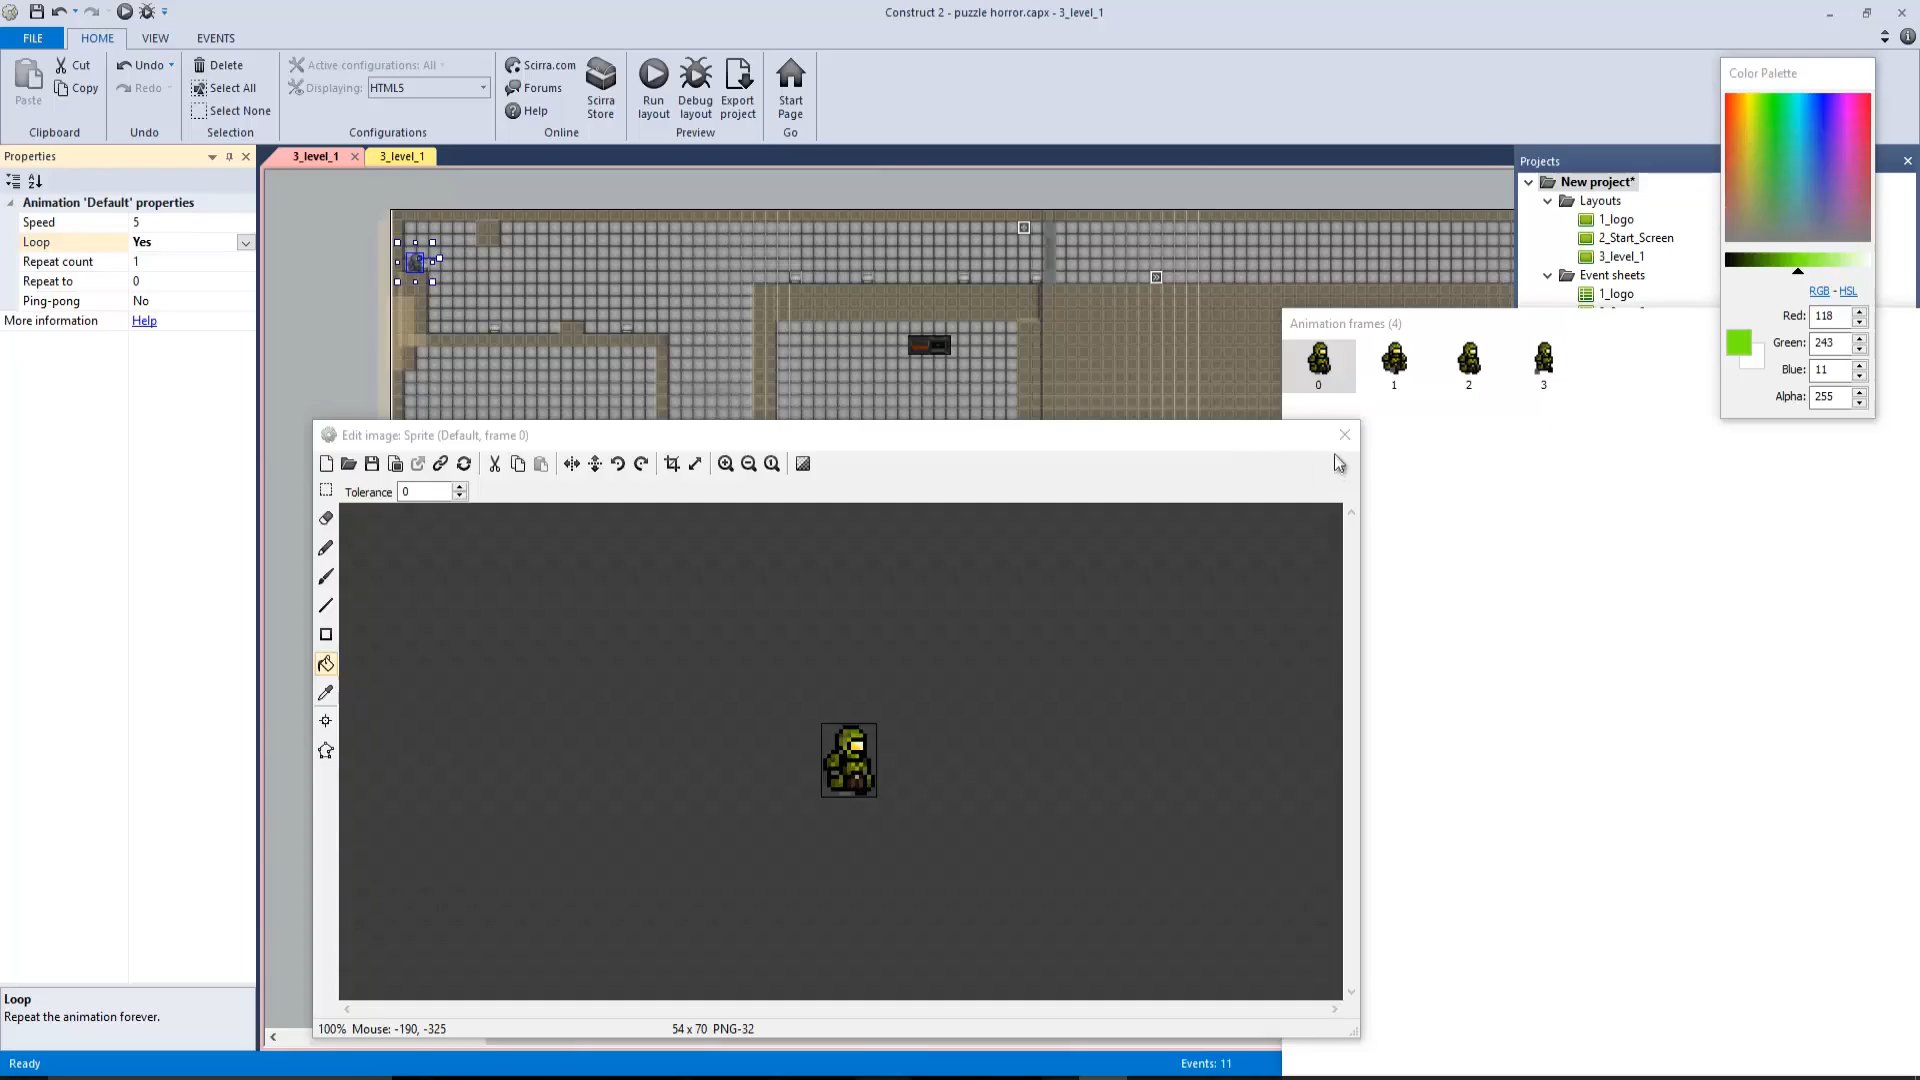 Construct 2 - puzzle horror.capx - 3_level_1
FILE
HOME
VIEW
EVENTS
Paste
Cut
Copy
Clipboard
Undo
Redo
Undo
Delete
Select All
Select None
Selection
Active configurations: All
Displaying: HTML5
Configurations
Scirra.com
Forums
Help
Scirra Store
Online
Run layout
Debug layout
Export project
Preview
Start Page
Go
Properties
Animation 'Default' properties
Speed 5
Loop Yes
Repeat count 1
Repeat to 0
Ping-pong No
More information Help
3_level_1
3_level_1
Projects
New project*
Layouts
1_logo
2_Start_Screen
3_level_1
Event sheets
1_logo
Color Palette
RGB - HSL
Red: 118
Green: 243
Blue: 11
Alpha: 255
Animation frames (4)
0
1
2
3
Edit image: Sprite (Default, frame 0)
Tolerance 0
100% Mouse: -190, -325
54 x 70 PNG-32
Loop
Repeat the animation forever.
Ready
Events: 11